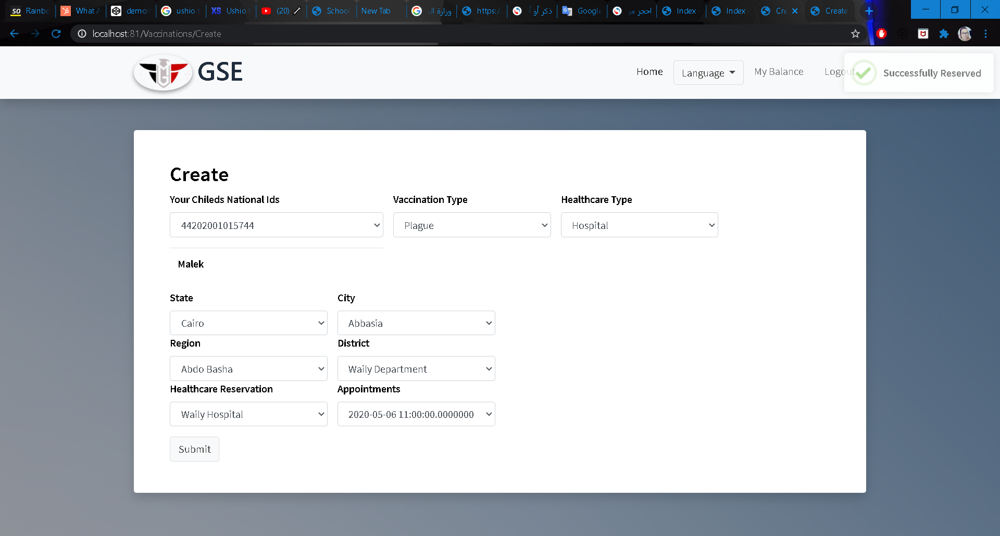 Rainbo
What A
demo:
ushio t
Ushio t
(20)
School
New Tab
وزارة ال
https:/
ذكر أو أ
Google
احجز مو
Index -
Index -
Cre
Create
localhost:81/Vaccinations/Create
GSE
Home
Language
My Balance
Logout
Successfully Reserved
Create
Your Chileds National Ids
Vaccination Type
Healthcare Type
44202001015744
Plague
Hospital
Malek
State
City
Cairo
Abbasia
Region
District
Abdo Basha
Waily Department
Healthcare Reservation
Appointments
Waily Hospital
2020-05-06 11:00:00.0000000
Submit